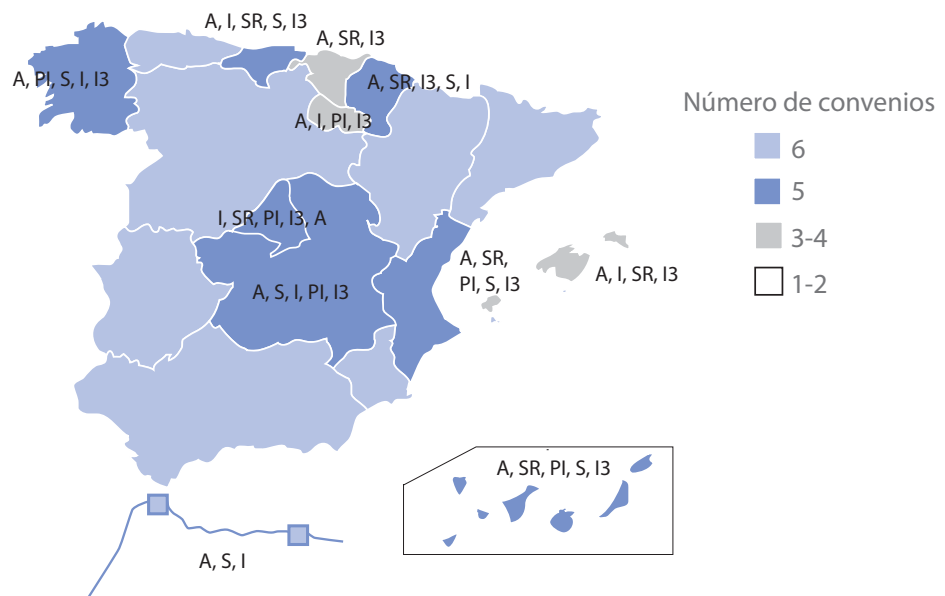 A, I, SR, S, I3
A, SR, I3
A, PI, S, I, I3
A, SR, I3, S, I
A, I, PI, I3
I, SR, PI, I3, A
A, S, I, PI, I3
A, SR,
PI, S, I3
A, I, SR, I3
A, SR, PI, S, I3
A, S, I
Número de convenios
6
5
3-4
1-2